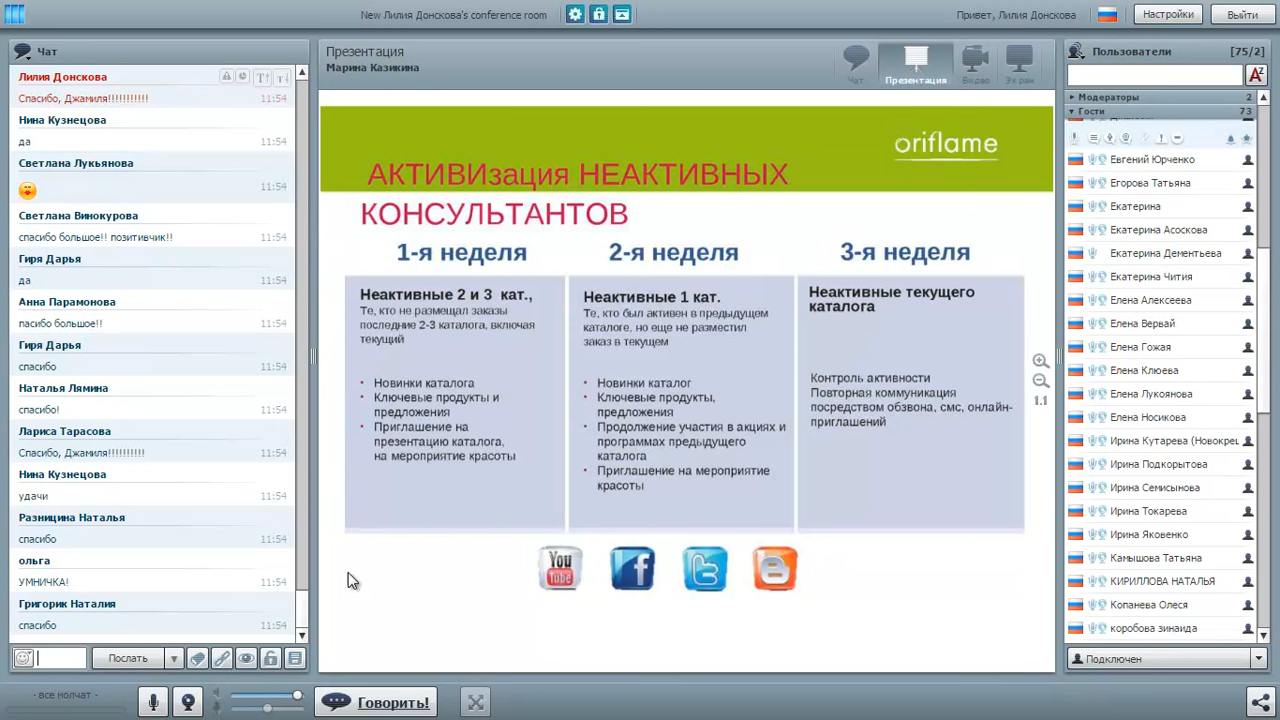 New Лилия Донскова's conference room
Привет, Лилия Донскова
Настройки
Выйти
Чат
Лилия Донскова
Спасибо, Джамиля!!!!!!!!!!!
11:54
Нина Кузнецова
да
11:54
Светлана Лукьянова
11:54
Светлана Винокурова
спасибо большое!! позитивчик!!
11:54
Гиря Дарья
да
11:54
Анна Парамонова
пасибо большое!!
11:54
Гиря Дарья
спасибо
11:54
Наталья Лямина
спасибо!
11:54
Лариса Тарасова
Спасибо, Джамиля!!!!!!!!!!
11:54
Нина Кузнецова
удачи
11:54
Разницина Наталья
спасибо
11:54
ольга
УМНИЧКА!
11:54
Григорик Наталия
спасибо
11:54
Послать
- все молчат -
Говорить!
Презентация
Марина Казикина
Чат
Презентация
Видео
Экран
oriflame
АКТИВИзация НЕАКТИВНЫХ
КОНСУЛЬТАНТОВ
1-я неделя
2-я неделя
3-я неделя
Неактивные 2 и 3 кат.,
Те, кто не размещал заказы
последние 2-3 каталога, включая
текущий
• Новинки каталога
• Ключевые продукты и
предложения
• Приглашение на
презентацию каталога,
на мероприятие красоты
Неактивные 1 кат.
Те, кто был активен в предыдущем
каталоге, но еще не разместил
заказ в текущем
• Новинки каталог
• Ключевые продукты,
предложения
• Продолжение участия в акциях и
программах предыдущего
каталога
• Приглашение на мероприятие
красоты
Неактивные текущего
каталога
Контроль активности
Повторная коммуникация
посредством обзвона, смс, онлайн-
приглашений
You
Tube
1.1
Пользователи
[75/2]
Модераторы
2
Гости
73
Евгений Юрченко
Егорова Татьяна
Екатерина
Екатерина Асоскова
Екатерина Дементьева
Екатерина Чития
Елена Алексеева
Елена Вервай
Елена Гожая
Елена Клюева
Елена Лукоянова
Елена Носикова
Ирина Кутарева (Новокрец
Ирина Подкорытова
Ирина Семисынова
Ирина Токарева
Ирина Яковенко
Камышова Татьяна
КИРИЛЛОВА НАТАЛЬЯ
Копанева Олеся
коробова зинаида
Подключен